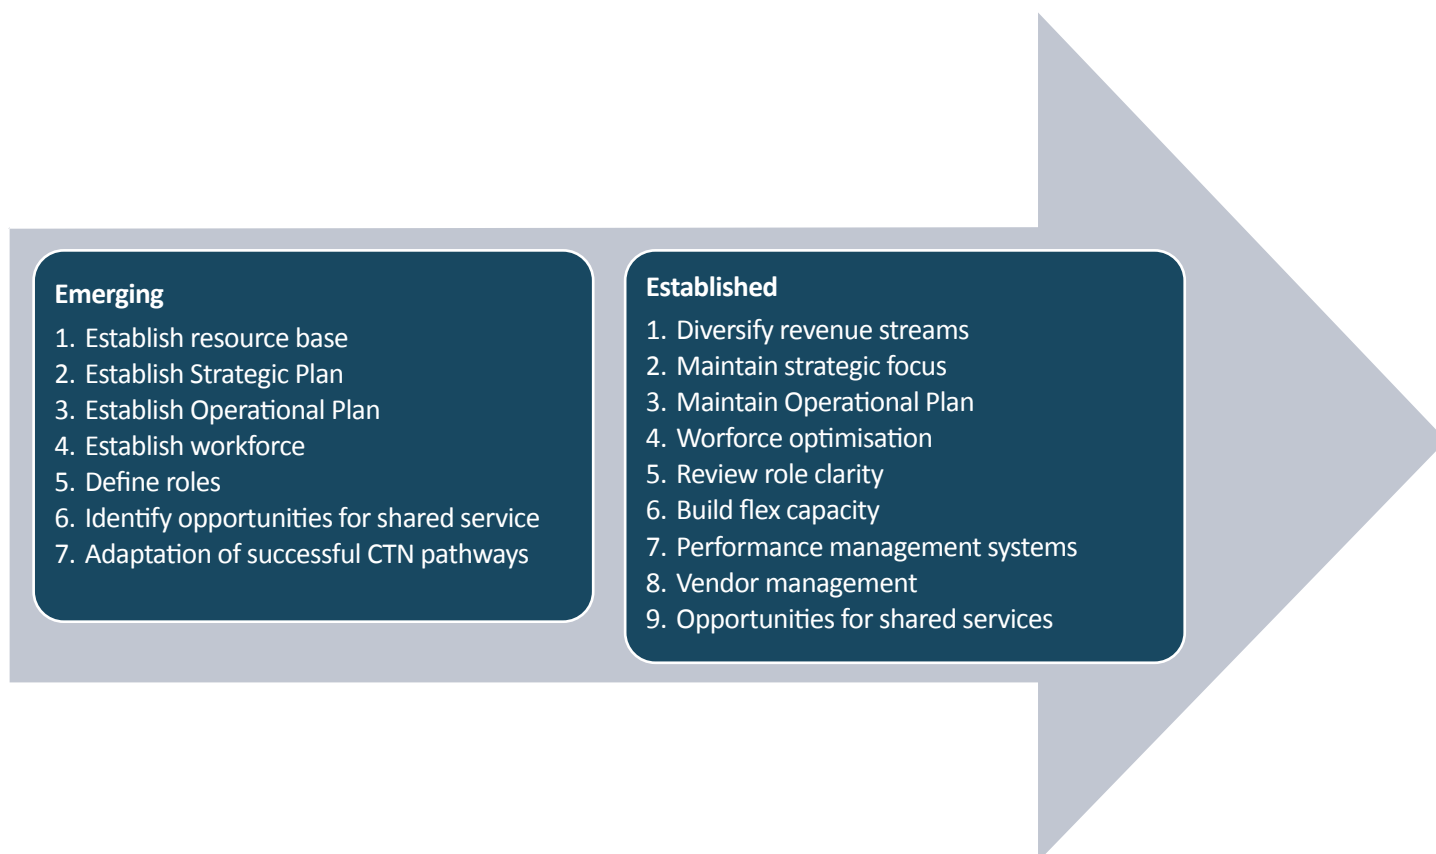 Emerging
1. Establish resource base
2. Establish Strategic Plan
3. Establish Operational Plan
4. Establish workforce
5. Define roles
6. Identify opportunities for shared service
7. Adaptation of successful CTN pathways
Established
1. Diversify revenue streams
2. Maintain strategic focus
3. Maintain Operational Plan
4. Worforce optimisation
5. Review role clarity
6. Build flex capacity
7. Performance management systems
8. Vendor management
9. Opportunities for shared services